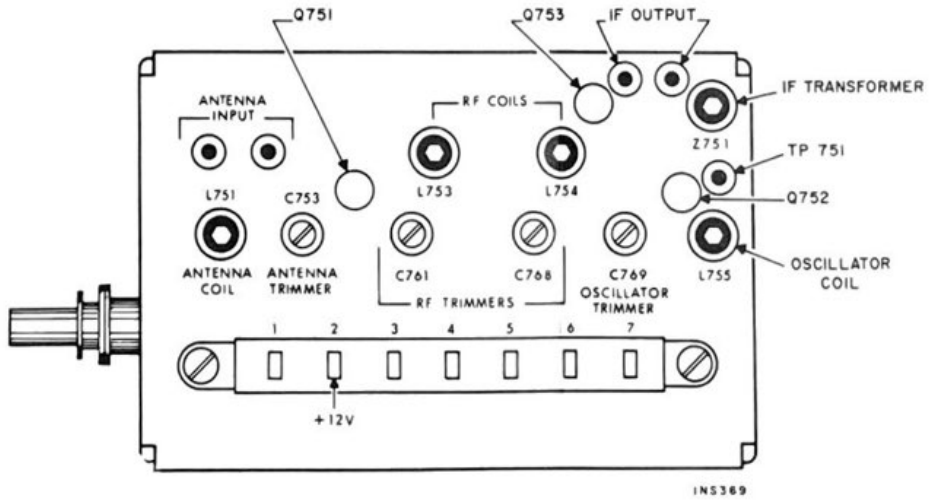 Q751
Q753
IF OUTPUT
ANTENNA
INPUT
RF COILS
IF TRANSFORMER
Z751
TP 751
L753
L754
Q752
L751
C753
ANTENNA
COIL
ANTENNA
TRIMMER
C761
C768
RF TRIMMERS
C769
OSCILLATOR
TRIMMER
L755
OSCILLATOR
COIL
1 2 3 4 5 6 7
+12V
INS369